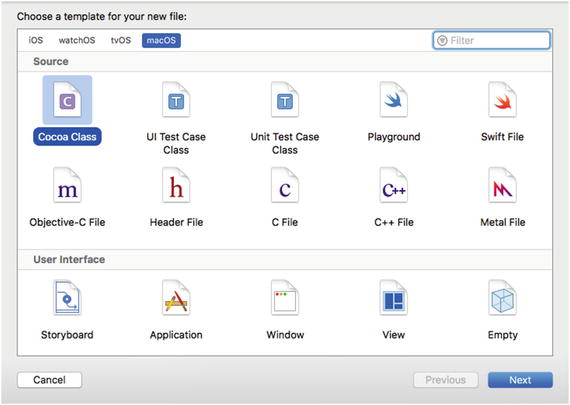 Choose a template for your new file:
iOS watchOS tvOS macOS Filter
Source
C T T
Cocoa Class UI Test Case Class Unit Test Case Class Playground Swift File
m h c C++
Objective-C File Header File C File C++ File Metal File
User Interface
Storyboard Application Window View Empty
Cancel Previous Next